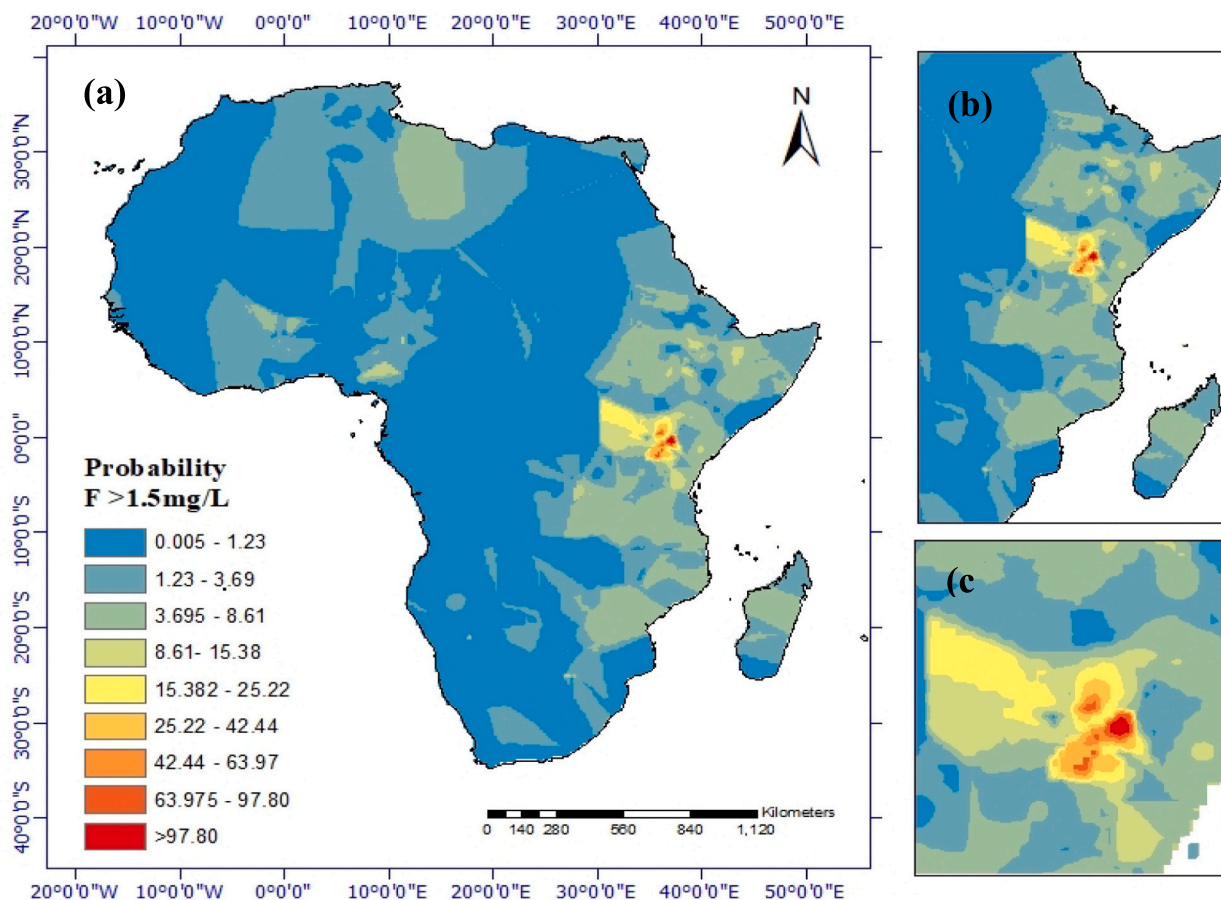 20°0'0"W 10°0'0"W 0°0'0" 10°0'0"E 20°0'0"E 30°0'0"E 40°0'0"E 50°0'0"E
(a)
N
(b)
30°0'0"N
20°0'0"N
10°0'0"N
0°0'0"
10°0'0"S
20°0'0"S
30°0'0"S
40°0'0"S
Probability
F >1.5mg/L
0.005 - 1.23
1.23 - 3.69
3.695 - 8.61
8.61- 15.38
15.382 - 25.22
25.22 - 42.44
42.44 - 63.97
63.975 - 97.80
>97.80
Kilometers
0 140 280 560 840 1,120
(c
20°0'0"W 10°0'0"W 0°0'0" 10°0'0"E 20°0'0"E 30°0'0"E 40°0'0"E 50°0'0"E